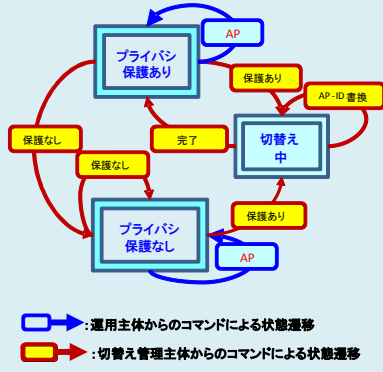 AP
プライバシ
保護あり
保護あり
AP-ID書換
保護なし
完了
切替え
中
保護なし
プライバシ
保護なし
保護あり
AP
:運用主体からのコマンドによる状態遷移
:切替え管理主体からのコマンドによる状態遷移